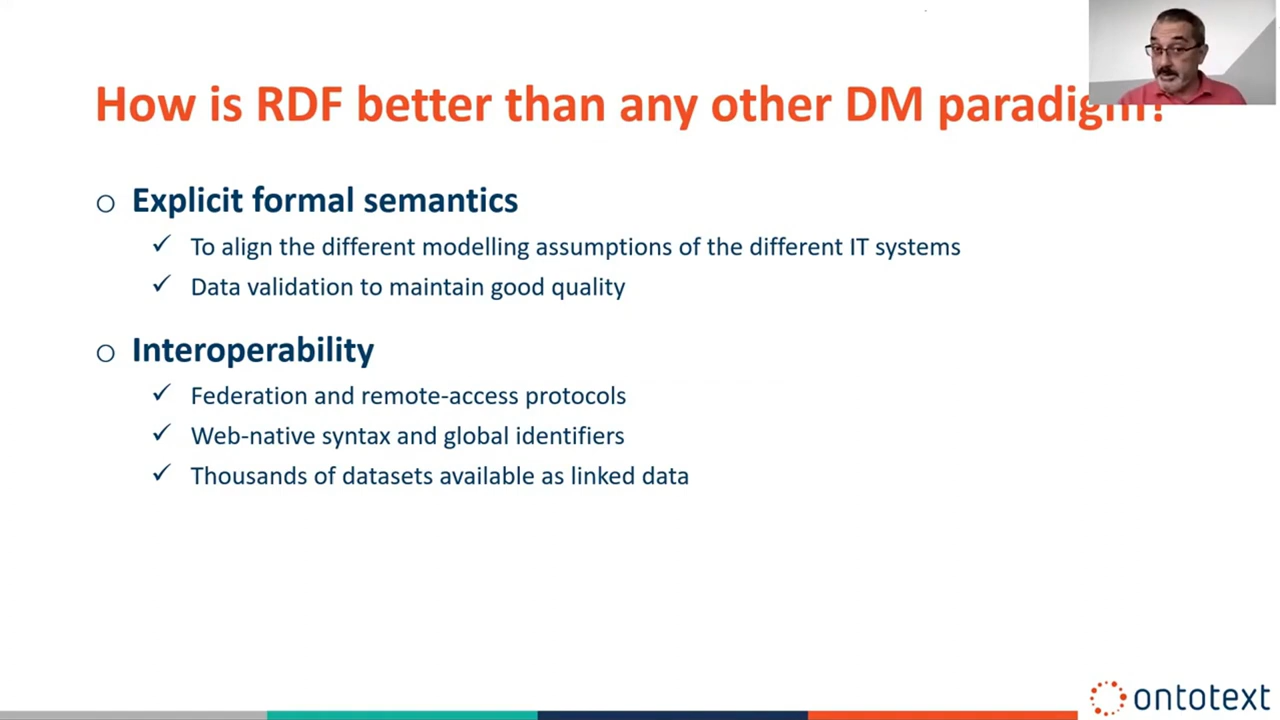 How is RDF better than any other DM paradigm?
Explicit formal semantics
✓ To align the different modelling assumptions of the different IT systems
✓ Data validation to maintain good quality
Interoperability
✓ Federation and remote-access protocols
✓ Web-native syntax and global identifiers
✓ Thousands of datasets available as linked data
ontotext